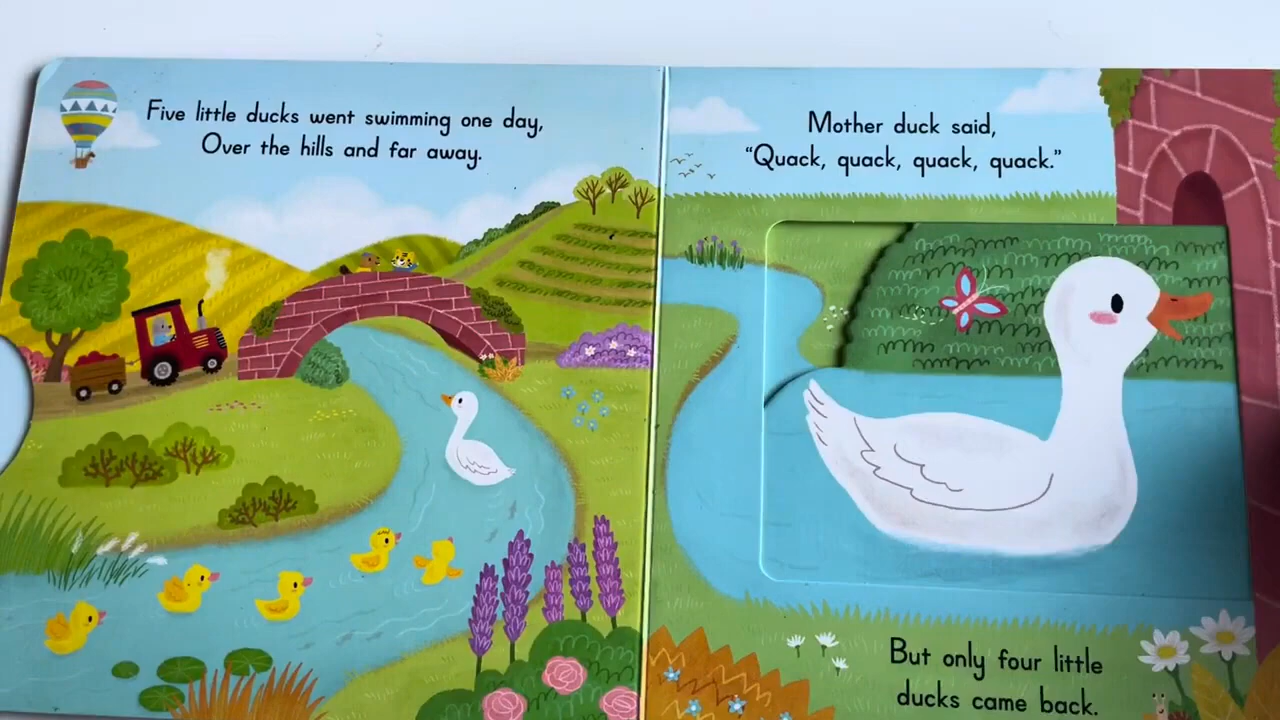 Five little ducks went swimming one day,
Over the hills and far away.
Mother duck said,
“Quack, quack, quack, quack.”
But only four little
ducks came back.